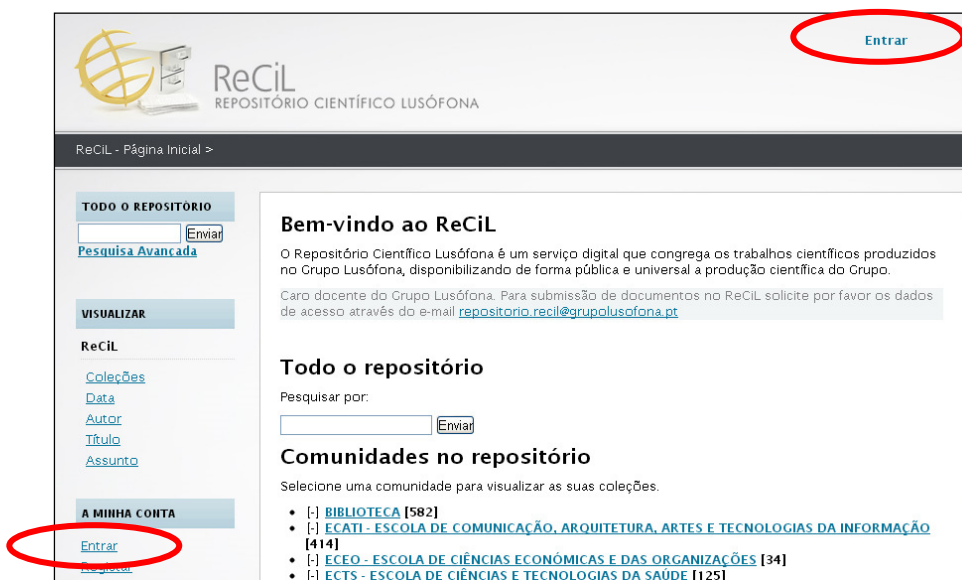 Entrar
ReCiL
REPOSITÓRIO CIENTÍFICO LUSÓFONA
ReCiL - Página Inicial >
TODO O REPOSITÓRIO
Enviar
Pesquisa Avançada
VISUALIZAR
ReCiL
Coleções
Data
Autor
Título
Assunto
A MINHA CONTA
Entrar
Registar
Bem-vindo ao ReCiL
O Repositório Científico Lusófona é um serviço digital que congrega os trabalhos científicos produzidos
no Grupo Lusófona, disponibilizando de forma pública e universal a produção científica do Grupo.
Caro docente do Grupo Lusófona. Para submissão de documentos no ReCiL solicite por favor os dados
de acesso através do e-mail repositorio.recil@grupolusofona.pt
Todo o repositório
Pesquisar por:
Enviar
Comunidades no repositório
Selecione uma comunidade para visualizar as suas coleções.
[-] BIBLIOTECA [582]
[-] ECATI - ESCOLA DE COMUNICAÇÃO, ARQUITETURA, ARTES E TECNOLOGIAS DA INFORMAÇÃO
[414]
[-] ECEO - ESCOLA DE CIÊNCIAS ECONÓMICAS E DAS ORGANIZAÇÕES [34]
[-] ECTS - ESCOLA DE CIÊNCIAS E TECNOLOGIAS DA SAÚDE [125]